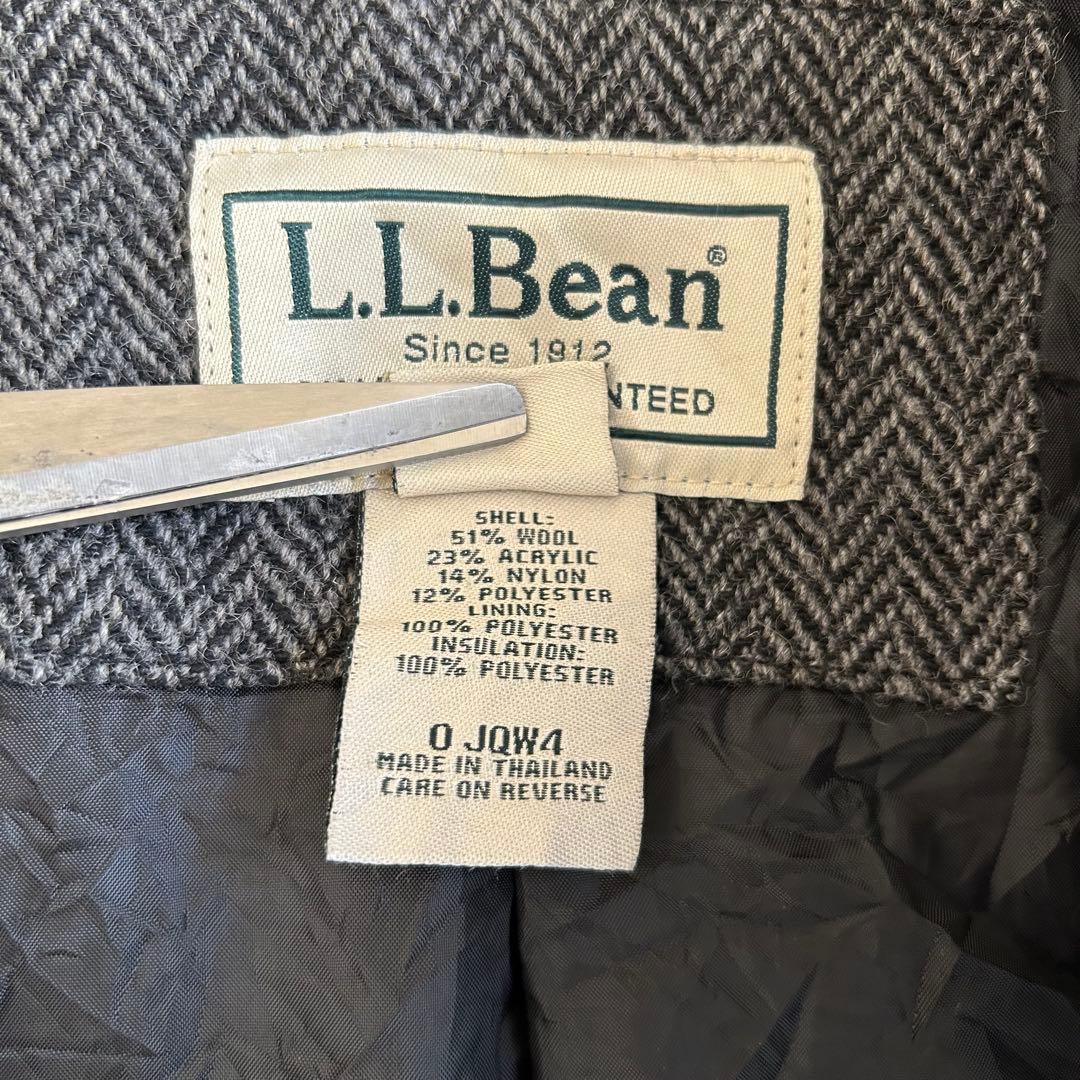 L.L.Bean®
Since 1912
NTEED
SHELL:
51% WOOL
23% ACRYLIC
14% NYLON
12% POLYESTER
LINING:
100% POLYESTER
INSULATION:
100% POLYESTER
0 JQW4
MADE IN THAILAND
CARE ON REVERSE